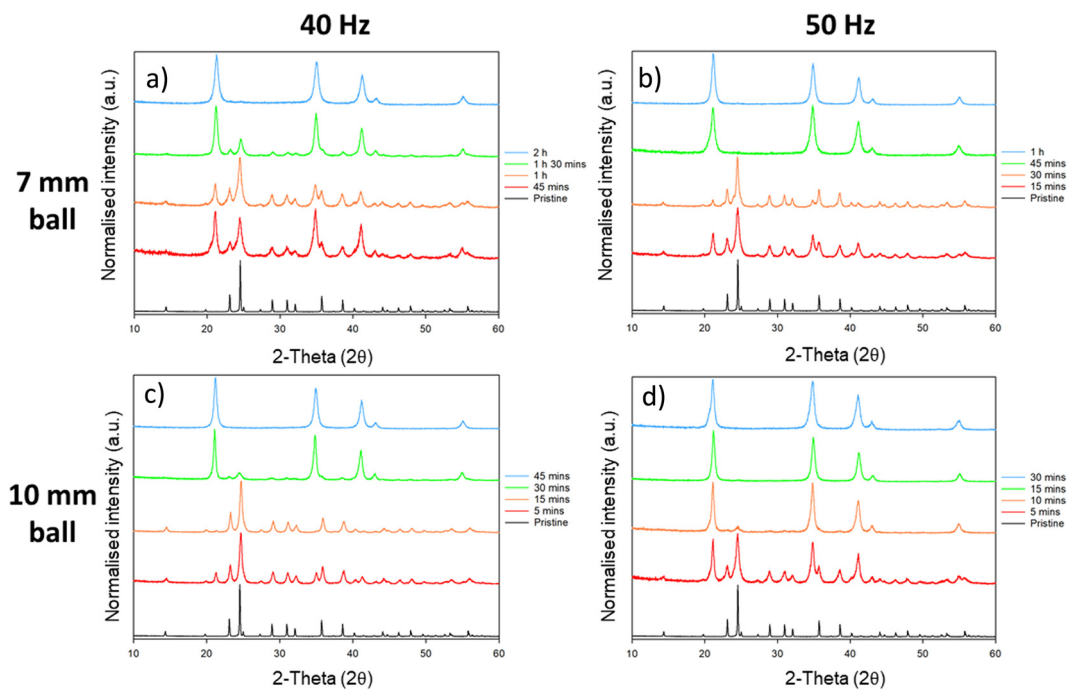 40 Hz
50 Hz
7 mm
ball
10 mm
ball
a)
Normalised intensity (a.u.)
2 h
1 h 30 mins
1 h
45 mins
Pristine
10 20 30 40 50 60
2-Theta (2θ)
b)
Normalised intensity (a.u.)
1 h
45 mins
30 mins
15 mins
Pristine
10 20 30 40 50 60
2-Theta (2θ)
c)
Normalised intensity (a.u.)
45 mins
30 mins
15 mins
5 mins
Pristine
10 20 30 40 50 60
2-Theta (2θ)
d)
Normalised intensity (a.u.)
30 mins
15 mins
10 mins
5 mins
Pristine
10 20 30 40 50 60
2-Theta (2θ)